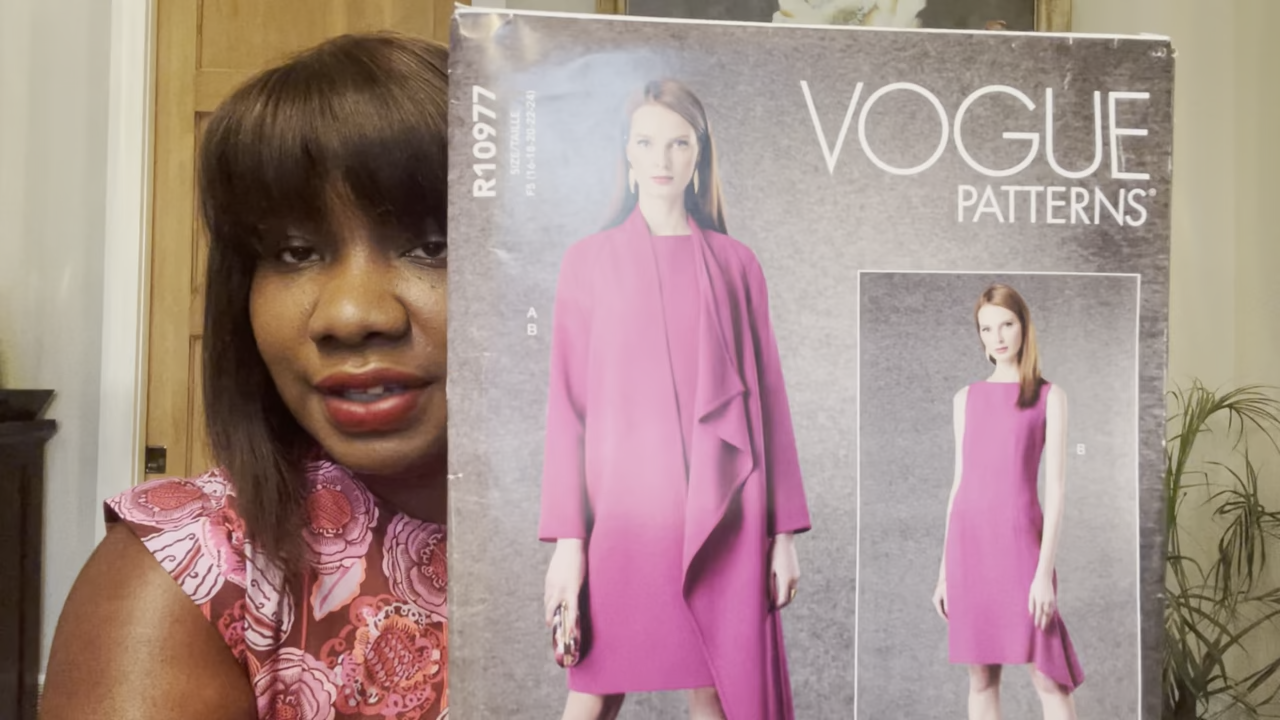 R10977
SIZE/TAILLE
F5 (16-18-20-22-24)
VOGUE
PATTERNS®
A
B
B